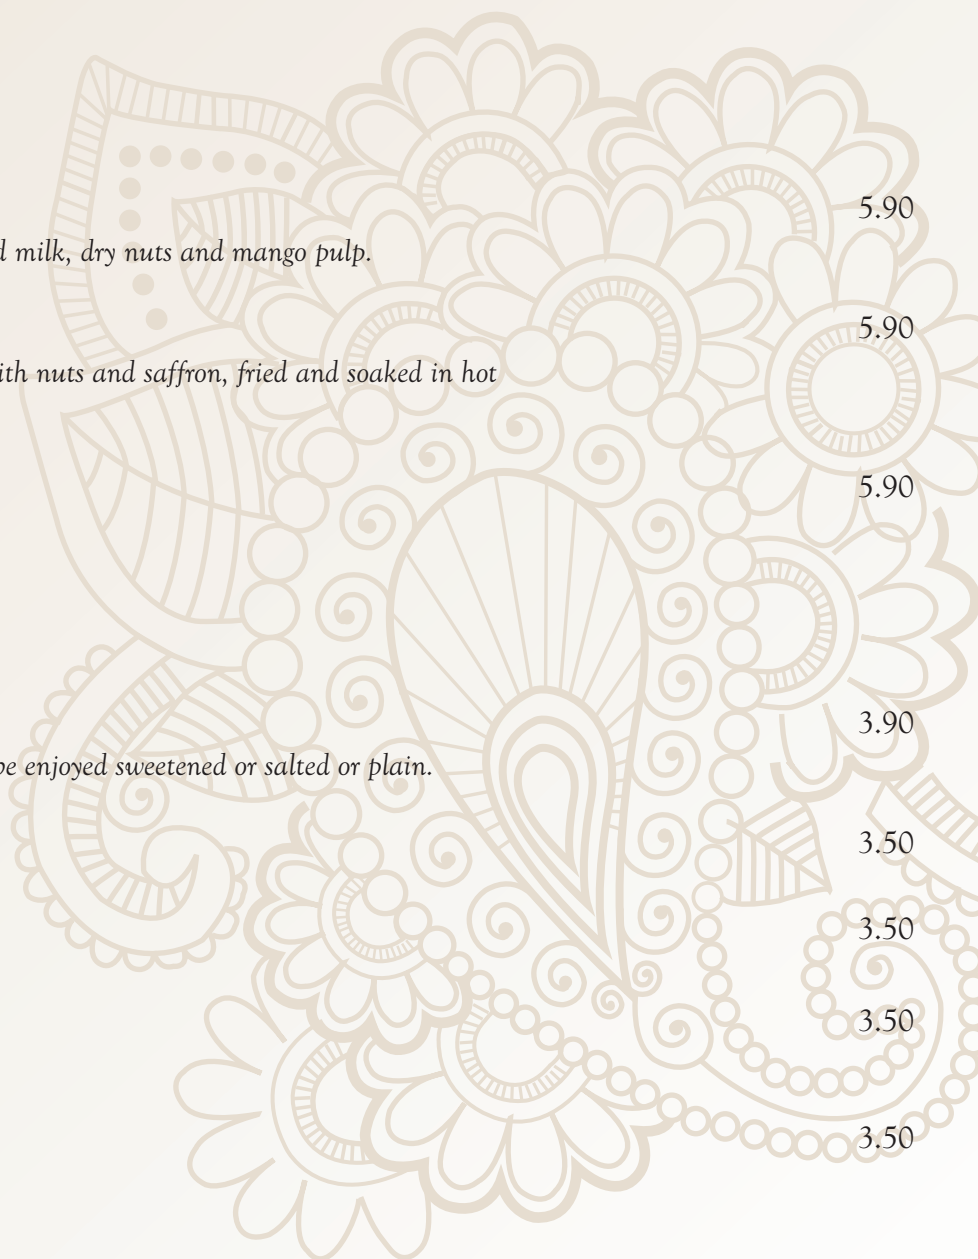 5.90
milk, dry nuts and mango pulp.
5.90
with nuts and saffron, fried and soaked in hot
5.90
3.90
be enjoyed sweetened or salted or plain.
3.50
3.50
3.50
3.50